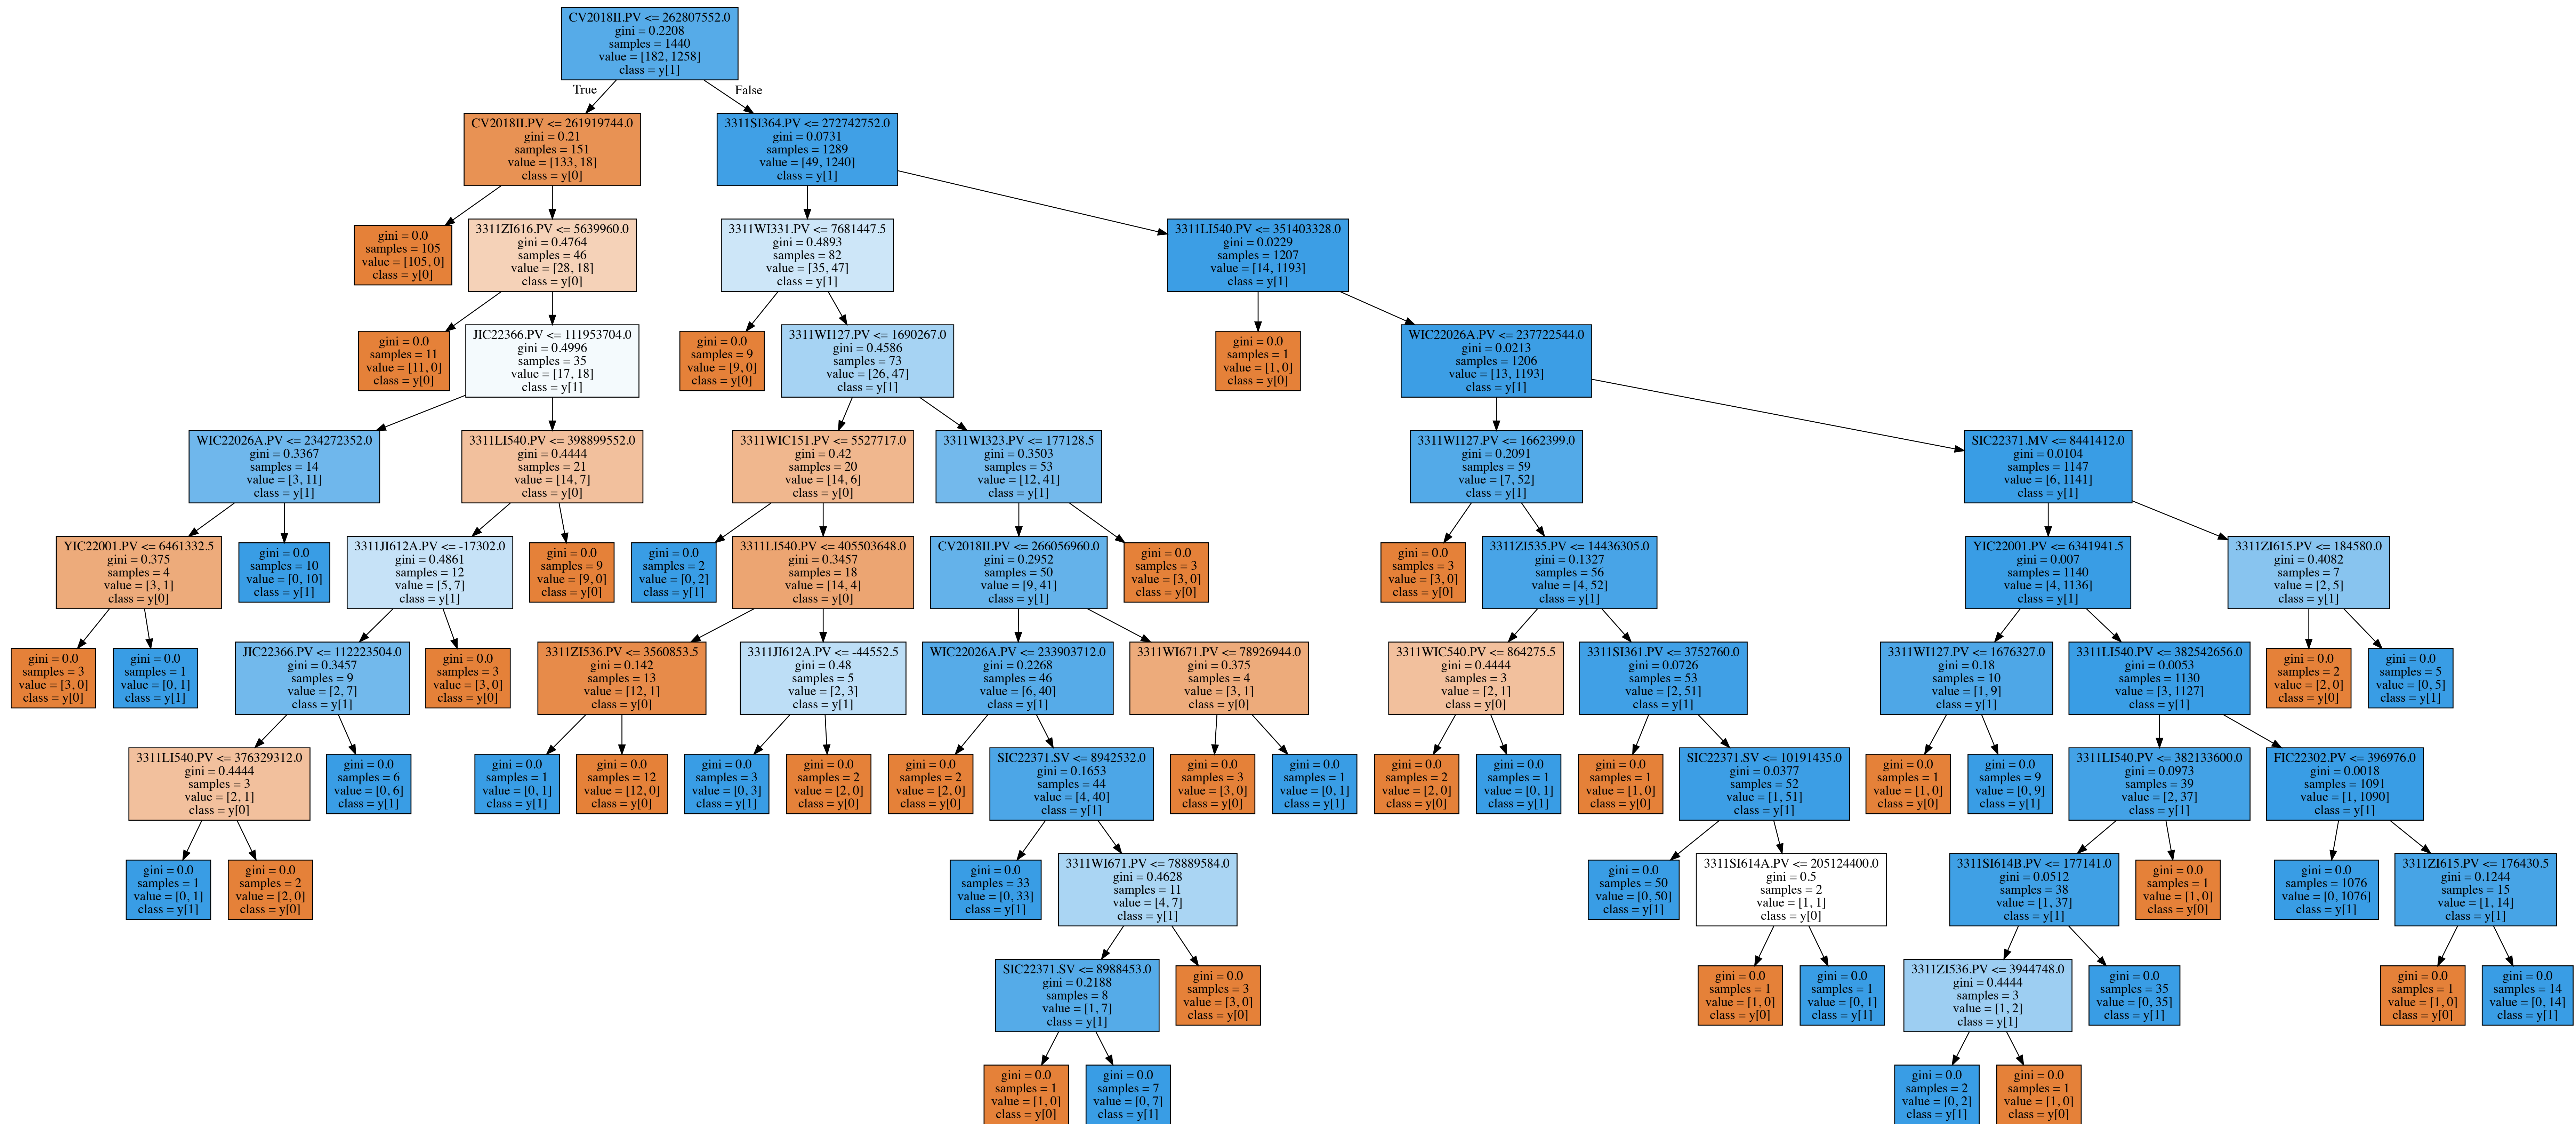 CV2018II.PV <= 262807552.0
gini = 0.2208
samples = 1440
value = [182, 1258]
class = y[1]
True
False
CV2018II.PV <= 261919744.0
gini = 0.21
samples = 151
value = [133, 18]
class = y[0]
3311SI364.PV <= 272742752.0
gini = 0.0731
samples = 1289
value = [49, 1240]
class = y[1]
gini = 0.0
samples = 105
value = [105, 0]
class = y[0]
3311ZI616.PV <= 5639960.0
gini = 0.4764
samples = 46
value = [28, 18]
class = y[0]
3311WI331.PV <= 7681447.5
gini = 0.4893
samples = 82
value = [35, 47]
class = y[1]
3311LI540.PV <= 351403328.0
gini = 0.0229
samples = 1207
value = [14, 1193]
class = y[1]
gini = 0.0
samples = 11
value = [11, 0]
class = y[0]
JIC22366.PV <= 111953704.0
gini = 0.4996
samples = 35
value = [17, 18]
class = y[1]
gini = 0.0
samples = 9
value = [9, 0]
class = y[0]
3311WI127.PV <= 1690267.0
gini = 0.4586
samples = 73
value = [26, 47]
class = y[1]
gini = 0.0
samples = 1
value = [1, 0]
class = y[0]
WIC22026A.PV <= 237722544.0
gini = 0.0213
samples = 1206
value = [13, 1193]
class = y[1]
WIC22026A.PV <= 234272352.0
gini = 0.3367
samples = 14
value = [3, 11]
class = y[1]
3311LI540.PV <= 398899552.0
gini = 0.4444
samples = 21
value = [14, 7]
class = y[0]
3311WIC151.PV <= 5527717.0
gini = 0.42
samples = 20
value = [14, 6]
class = y[0]
3311WI323.PV <= 177128.5
gini = 0.3503
samples = 53
value = [12, 41]
class = y[1]
3311WI127.PV <= 1662399.0
gini = 0.2091
samples = 59
value = [7, 52]
class = y[1]
SIC22371.MV <= 8441412.0
gini = 0.0104
samples = 1147
value = [6, 1141]
class = y[1]
YIC22001.PV <= 6461332.5
gini = 0.375
samples = 4
value = [3, 1]
class = y[0]
gini = 0.0
samples = 10
value = [0, 10]
class = y[1]
3311JI612A.PV <= -17302.0
gini = 0.4861
samples = 12
value = [5, 7]
class = y[1]
gini = 0.0
samples = 9
value = [9, 0]
class = y[0]
gini = 0.0
samples = 2
value = [0, 2]
class = y[1]
3311LI540.PV <= 405503648.0
gini = 0.3457
samples = 18
value = [14, 4]
class = y[0]
CV2018II.PV <= 266056960.0
gini = 0.2952
samples = 50
value = [9, 41]
class = y[1]
gini = 0.0
samples = 3
value = [3, 0]
class = y[0]
gini = 0.0
samples = 3
value = [3, 0]
class = y[0]
3311ZI535.PV <= 14436305.0
gini = 0.1327
samples = 56
value = [4, 52]
class = y[1]
YIC22001.PV <= 6341941.5
gini = 0.007
samples = 1140
value = [4, 1136]
class = y[1]
3311ZI615.PV <= 184580.0
gini = 0.4082
samples = 7
value = [2, 5]
class = y[1]
gini = 0.0
samples = 3
value = [3, 0]
class = y[0]
gini = 0.0
samples = 1
value = [0, 1]
class = y[1]
JIC22366.PV <= 112223504.0
gini = 0.3457
samples = 9
value = [2, 7]
class = y[1]
gini = 0.0
samples = 3
value = [3, 0]
class = y[0]
3311ZI536.PV <= 3560853.5
gini = 0.142
samples = 13
value = [12, 1]
class = y[0]
3311JI612A.PV <= -44552.5
gini = 0.48
samples = 5
value = [2, 3]
class = y[1]
WIC22026A.PV <= 233903712.0
gini = 0.2268
samples = 46
value = [6, 40]
class = y[1]
3311WI671.PV <= 78926944.0
gini = 0.375
samples = 4
value = [3, 1]
class = y[0]
3311WIC540.PV <= 864275.5
gini = 0.4444
samples = 3
value = [2, 1]
class = y[0]
3311SI361.PV <= 3752760.0
gini = 0.0726
samples = 53
value = [2, 51]
class = y[1]
3311WI127.PV <= 1676327.0
gini = 0.18
samples = 10
value = [1, 9]
class = y[1]
3311LI540.PV <= 382542656.0
gini = 0.0053
samples = 1130
value = [3, 1127]
class = y[1]
gini = 0.0
samples = 2
value = [2, 0]
class = y[0]
gini = 0.0
samples = 5
value = [0, 5]
class = y[1]
3311LI540.PV <= 376329312.0
gini = 0.4444
samples = 3
value = [2, 1]
class = y[0]
gini = 0.0
samples = 6
value = [0, 6]
class = y[1]
gini = 0.0
samples = 1
value = [0, 1]
class = y[1]
gini = 0.0
samples = 12
value = [12, 0]
class = y[0]
gini = 0.0
samples = 3
value = [0, 3]
class = y[1]
gini = 0.0
samples = 2
value = [2, 0]
class = y[0]
gini = 0.0
samples = 2
value = [2, 0]
class = y[0]
SIC22371.SV <= 8942532.0
gini = 0.1653
samples = 44
value = [4, 40]
class = y[1]
gini = 0.0
samples = 3
value = [3, 0]
class = y[0]
gini = 0.0
samples = 1
value = [0, 1]
class = y[1]
gini = 0.0
samples = 2
value = [2, 0]
class = y[0]
gini = 0.0
samples = 1
value = [0, 1]
class = y[1]
gini = 0.0
samples = 1
value = [1, 0]
class = y[0]
SIC22371.SV <= 10191435.0
gini = 0.0377
samples = 52
value = [1, 51]
class = y[1]
gini = 0.0
samples = 1
value = [1, 0]
class = y[0]
gini = 0.0
samples = 9
value = [0, 9]
class = y[1]
3311LI540.PV <= 382133600.0
gini = 0.0973
samples = 39
value = [2, 37]
class = y[1]
FIC22302.PV <= 396976.0
gini = 0.0018
samples = 1091
value = [1, 1090]
class = y[1]
gini = 0.0
samples = 1
value = [0, 1]
class = y[1]
gini = 0.0
samples = 2
value = [2, 0]
class = y[0]
gini = 0.0
samples = 33
value = [0, 33]
class = y[1]
3311WI671.PV <= 78889584.0
gini = 0.4628
samples = 11
value = [4, 7]
class = y[1]
gini = 0.0
samples = 50
value = [0, 50]
class = y[1]
3311SI614A.PV <= 205124400.0
gini = 0.5
samples = 2
value = [1, 1]
class = y[0]
3311SI614B.PV <= 177141.0
gini = 0.0512
samples = 38
value = [1, 37]
class = y[1]
gini = 0.0
samples = 1
value = [1, 0]
class = y[0]
gini = 0.0
samples = 1076
value = [0, 1076]
class = y[1]
3311ZI615.PV <= 176430.5
gini = 0.1244
samples = 15
value = [1, 14]
class = y[1]
SIC22371.SV <= 8988453.0
gini = 0.2188
samples = 8
value = [1, 7]
class = y[1]
gini = 0.0
samples = 3
value = [3, 0]
class = y[0]
gini = 0.0
samples = 1
value = [1, 0]
class = y[0]
gini = 0.0
samples = 1
value = [0, 1]
class = y[1]
3311ZI536.PV <= 3944748.0
gini = 0.4444
samples = 3
value = [1, 2]
class = y[1]
gini = 0.0
samples = 35
value = [0, 35]
class = y[1]
gini = 0.0
samples = 1
value = [1, 0]
class = y[0]
gini = 0.0
samples = 14
value = [0, 14]
class = y[1]
gini = 0.0
samples = 1
value = [1, 0]
class = y[0]
gini = 0.0
samples = 7
value = [0, 7]
class = y[1]
gini = 0.0
samples = 2
value = [0, 2]
class = y[1]
gini = 0.0
samples = 1
value = [1, 0]
class = y[0]